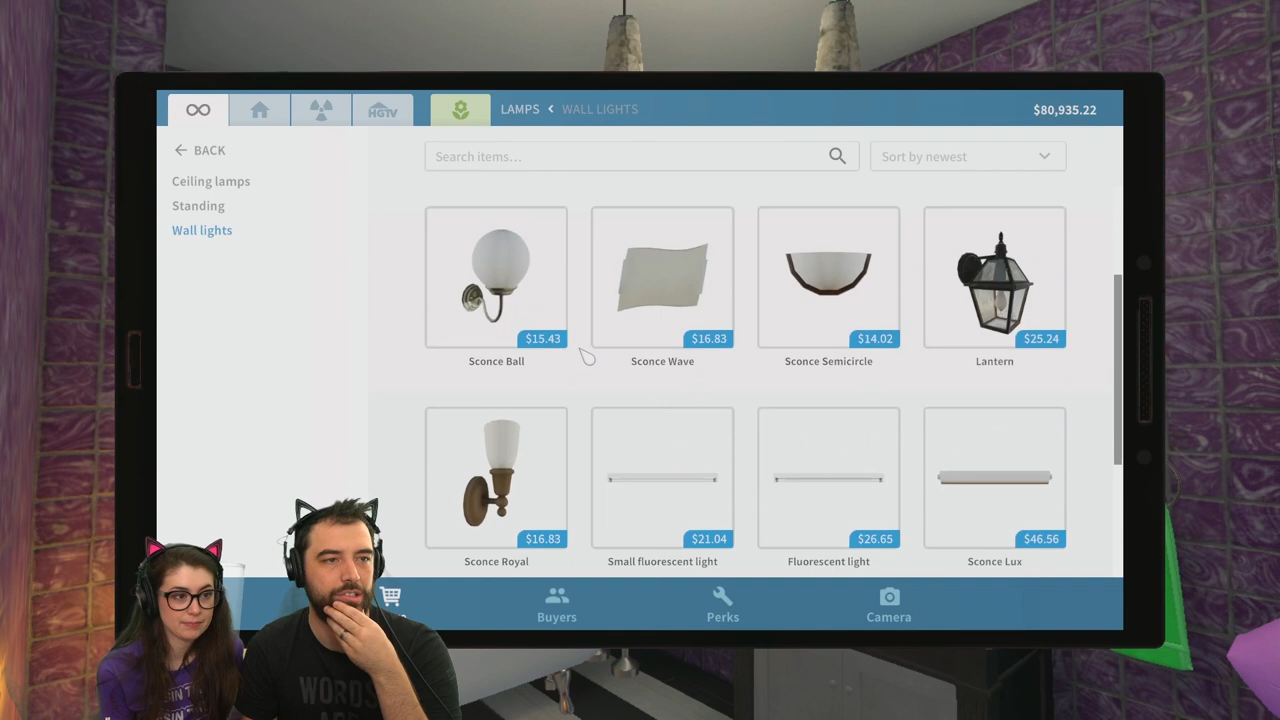 HGTV
LAMPS < WALL LIGHTS
$80,935.22
BACK
Search items...
Sort by newest
Ceiling lamps
Standing
Wall lights
$15.43
$16.83
$14.02
$25.24
Sconce Ball
Sconce Wave
Sconce Semicircle
Lantern
$16.83
$21.04
$26.65
$46.56
Sconce Royal
Small fluorescent light
Fluorescent light
Sconce Lux
Buyers
Perks
Camera
WORDS